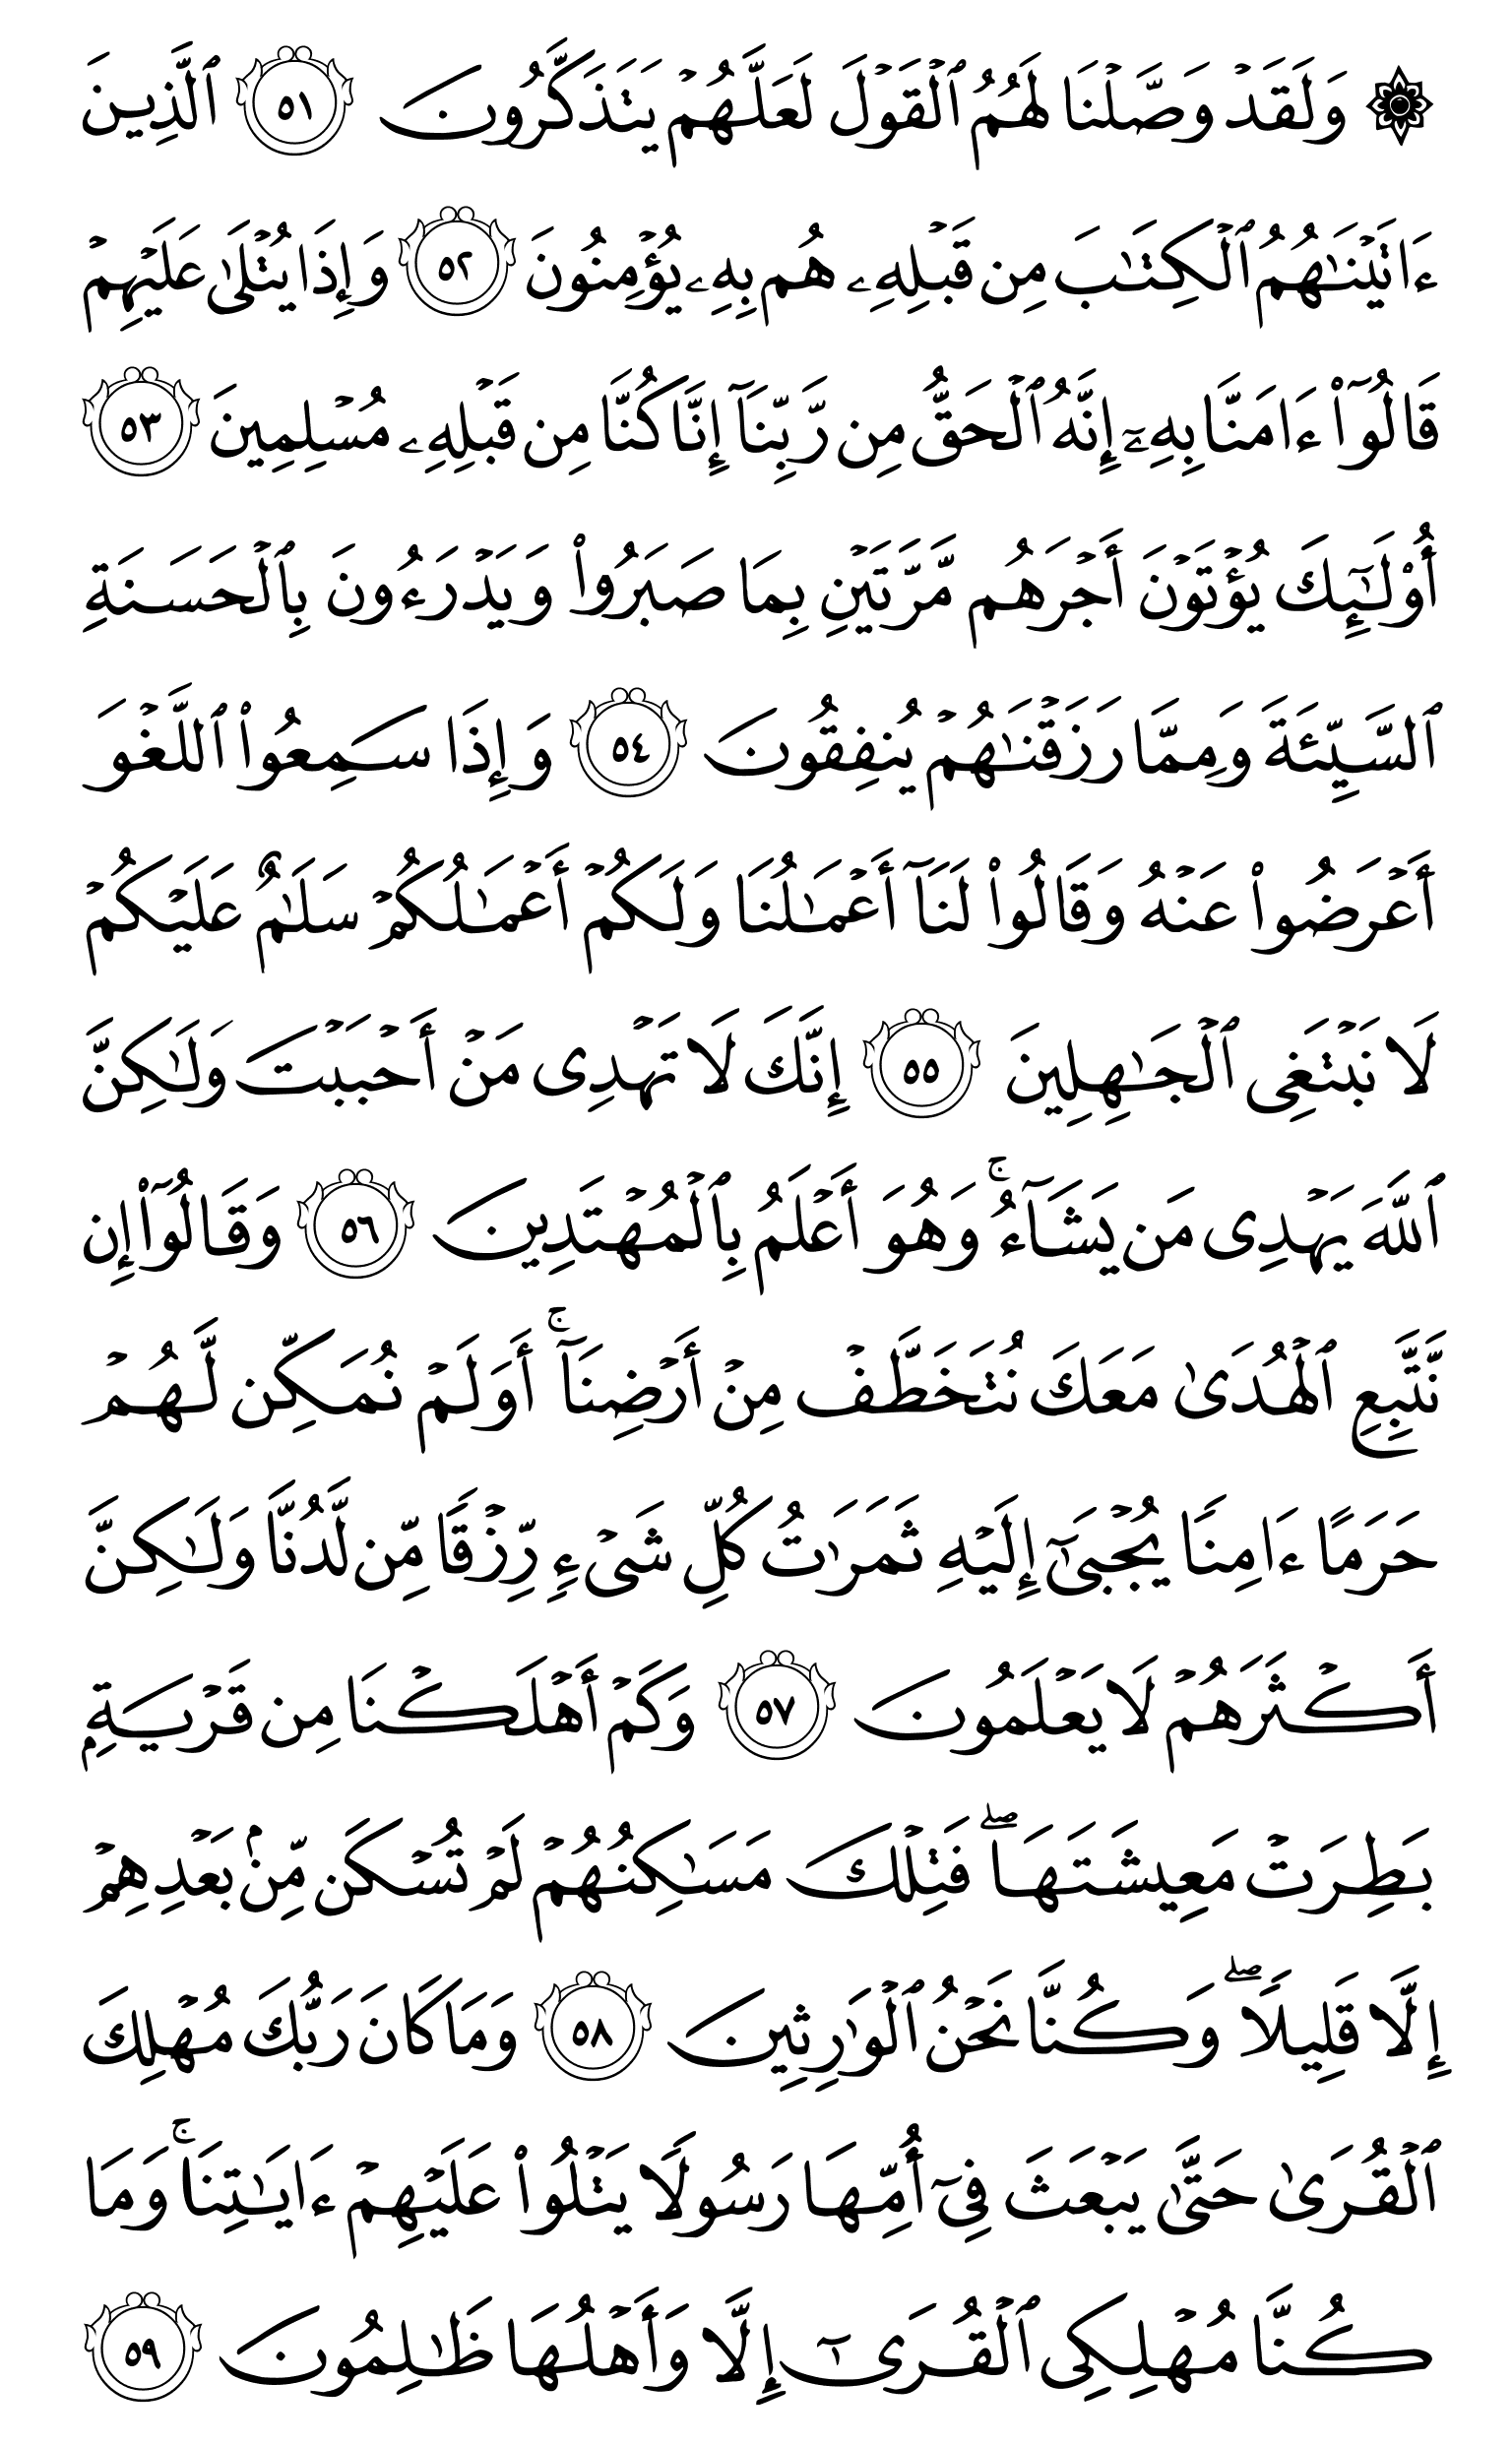 ۞ وَلَقَدۡ وَصَّلۡنَا لَهُمُ ٱلۡقَوۡلَ لَعَلَّهُمۡ يَتَذَكَّرُونَ ٥١ ٱلَّذِينَ
ءَاتَيۡنَٰهُمُ ٱلۡكِتَٰبَ مِن قَبۡلِهِۦ هُم بِهِۦ يُؤۡمِنُونَ ٥٢ وَإِذَا يُتۡلَىٰ عَلَيۡهِمۡ
قَالُوٓاْ ءَامَنَّا بِهِۦٓ إِنَّهُ ٱلۡحَقُّ مِن رَّبِّنَآ إِنَّا كُنَّا مِن قَبۡلِهِۦ مُسۡلِمِينَ ٥٣
أُوْلَٰٓئِكَ يُؤۡتَوۡنَ أَجۡرَهُم مَّرَّتَيۡنِ بِمَا صَبَرُواْ وَيَدۡرَءُونَ بِٱلۡحَسَنَةِ
ٱلسَّيِّئَةَ وَمِمَّا رَزَقۡنَٰهُمۡ يُنفِقُونَ ٥٤ وَإِذَا سَمِعُواْ ٱللَّغۡوَ
أَعۡرَضُواْ عَنۡهُ وَقَالُواْ لَنَآ أَعۡمَٰلُنَا وَلَكُمۡ أَعۡمَٰلُكُمۡ سَلَٰمٌ عَلَيۡكُمۡ
لَا نَبۡتَغِي ٱلۡجَٰهِلِينَ ٥٥ إِنَّكَ لَا تَهۡدِي مَنۡ أَحۡبَبۡتَ وَلَٰكِنَّ
ٱللَّهَ يَهۡدِي مَن يَشَآءُۚ وَهُوَ أَعۡلَمُ بِٱلۡمُهۡتَدِينَ ٥٦ وَقَالُوٓاْ إِن
نَّتَّبِعِ ٱلۡهُدَىٰ مَعَكَ نُتَخَطَّفۡ مِنۡ أَرۡضِنَآۚ أَوَلَمۡ نُمَكِّن لَّهُمۡ
حَرَمًا ءَامِنٗا يُجۡبَىٰٓ إِلَيۡهِ ثَمَرَٰتُ كُلِّ شَيۡءٖ رِّزۡقٗا مِّن لَّدُنَّا وَلَٰكِنَّ
أَكۡثَرَهُمۡ لَا يَعۡلَمُونَ ٥٧ وَكَمۡ أَهۡلَكۡنَا مِن قَرۡيَةِۭ
بَطِرَتۡ مَعِيشَتَهَاۖ فَتِلۡكَ مَسَٰكِنُهُمۡ لَمۡ تُسۡكَن مِّنۢ بَعۡدِهِمۡ
إِلَّا قَلِيلٗاۖ وَكُنَّا نَحۡنُ ٱلۡوَٰرِثِينَ ٥٨ وَمَا كَانَ رَبُّكَ مُهۡلِكَ
ٱلۡقُرَىٰ حَتَّىٰ يَبۡعَثَ فِيٓ أُمِّهَا رَسُولٗا يَتۡلُواْ عَلَيۡهِمۡ ءَايَٰتِنَاۚ وَمَا
كُنَّا مُهۡلِكِي ٱلۡقُرَىٰٓ إِلَّا وَأَهۡلُهَا ظَٰلِمُونَ ٥٩